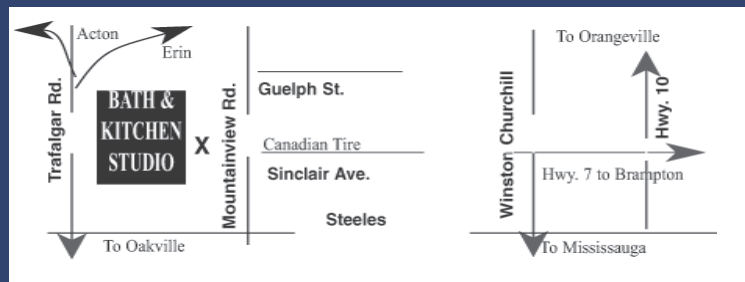 Acton
Erin
Trafalgar Rd.
BATH &
KITCHEN
STUDIO
X
Mountainview Rd.
Guelph St.
Canadian Tire
Sinclair Ave.
Steeles
To Oakville
To Orangeville
Winston Churchill
Hwy. 10
Hwy. 7 to Brampton
To Mississauga